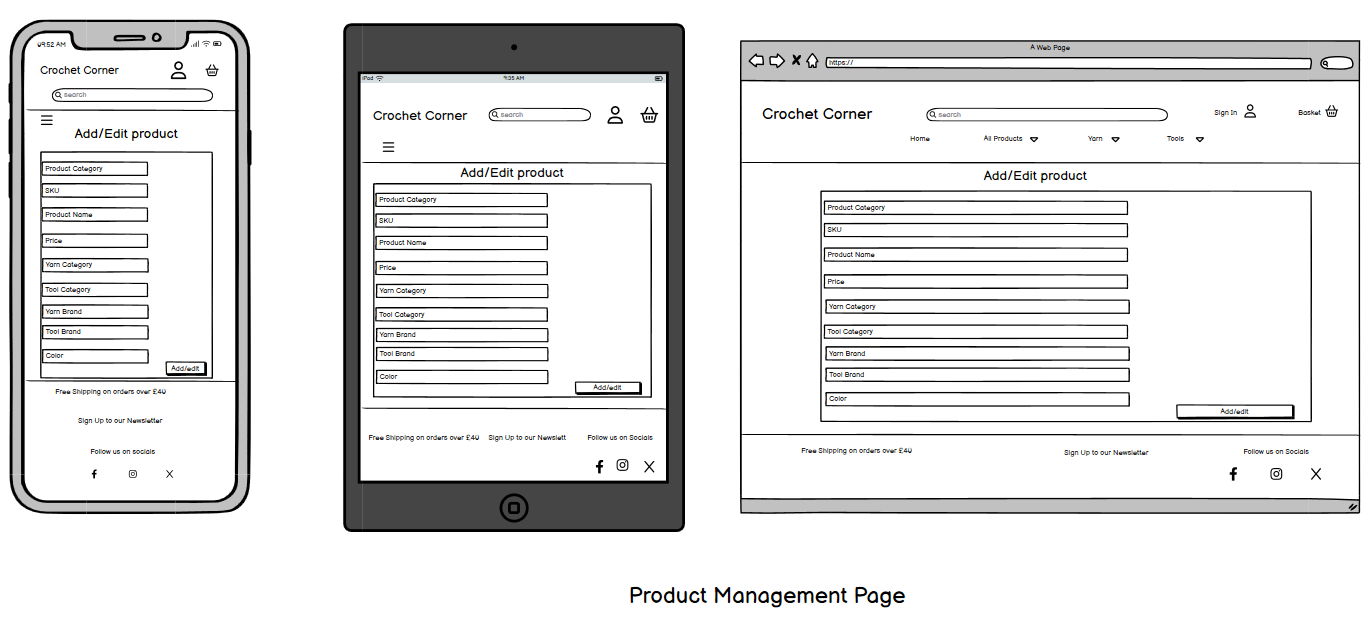 09:52 AM
Crochet Corner
search
Add/Edit product
Product Category
SKU
Product Name
Price
Yarn Category
Tool Category
Yarn Brand
Tool Brand
Color
Add/edit
Free Shipping on orders over £40
Sign Up to our Newsletter
Follow us on socials
iPad
9:35 AM
Crochet Corner
search
Add/Edit product
Product Category
SKU
Product Name
Price
Yarn Category
Tool Category
Yarn Brand
Tool Brand
Color
Add/edit
Free Shipping on orders over £40 Sign Up to our Newslett Follow us on Socials
A Web Page
https://
Crochet Corner search Sign In Basket
Home All Products Yarn Tools
Add/Edit product
Product Category
SKU
Product Name
Price
Yarn Category
Tool Category
Yarn Brand
Tool Brand
Color
Add/edit
Free Shipping on orders over £40 Sign Up to our Newsletter Follow us on Socials
Product Management Page